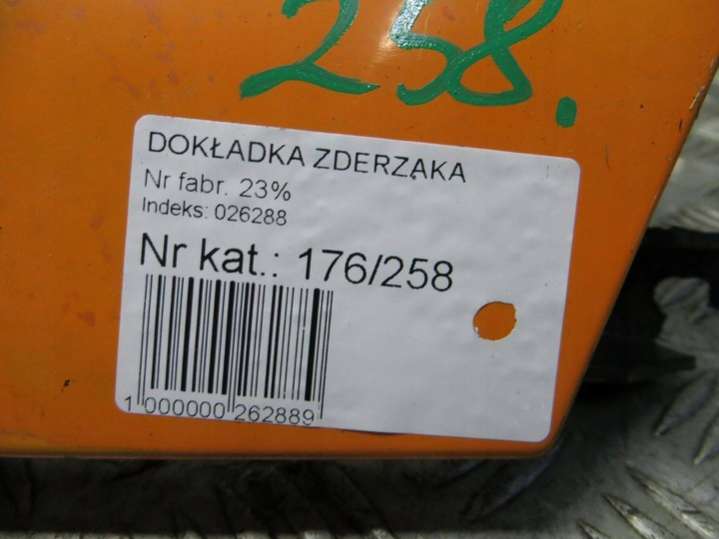 258.
DOKŁADKA ZDERZAKA
Nr fabr. 23%
Indeks: 026288
Nr kat.: 176/258
1 000000 262889